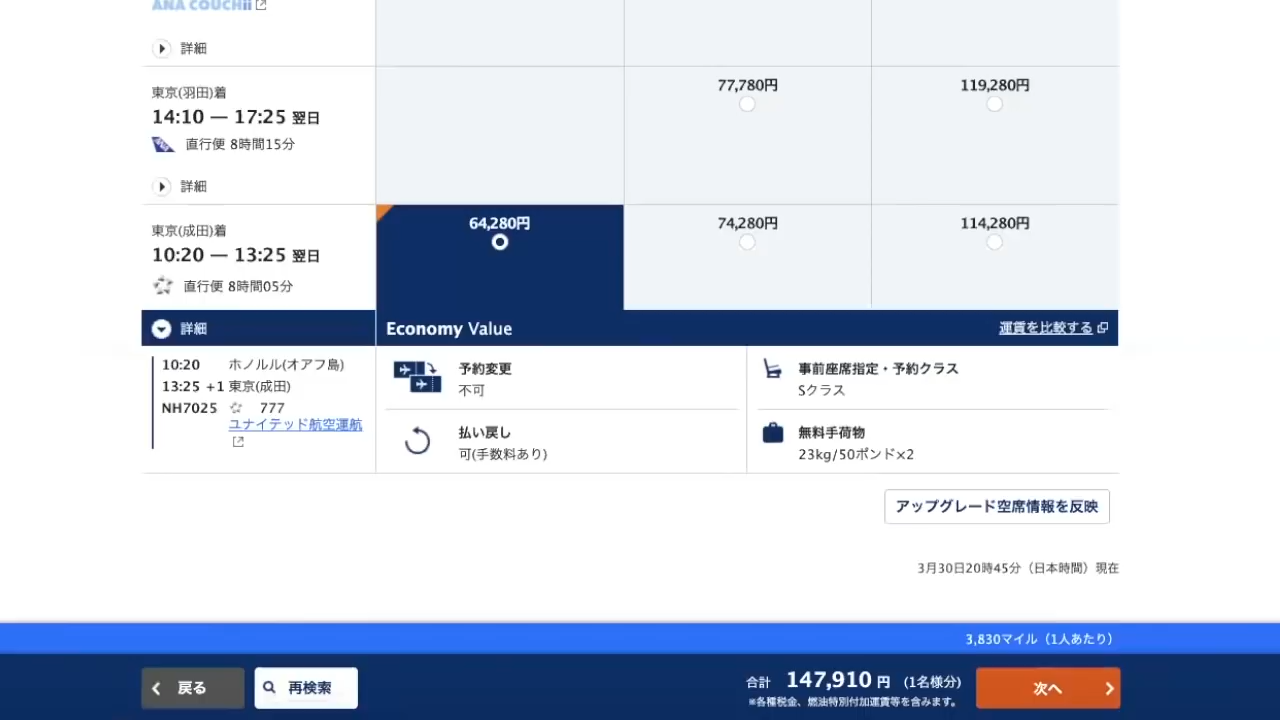 ANA COUCHii
詳細
東京(羽田)着
77,780円
119,280円
14:10 — 17:25 翌日
直行便 8時間15分
詳細
東京(成田)着
64,280円
74,280円
114,280円
10:20 — 13:25 翌日
直行便 8時間05分
詳細
Economy Value
運賃を比較する
10:20 ホノルル(オアフ島)
13:25 +1 東京(成田)
NH7025 777
ユナイテッド航空運航
予約変更
不可
事前座席指定・予約クラス
Sクラス
払い戻し
可(手数料あり)
無料手荷物
23kg/50ポンド×2
アップグレード空席情報を反映
3月30日20時45分（日本時間）現在
3,830マイル（1人あたり）
戻る
再検索
合計 147,910 円 (1名様分)
※各種税金、燃油特別付加運賃等を含みます。
次へ